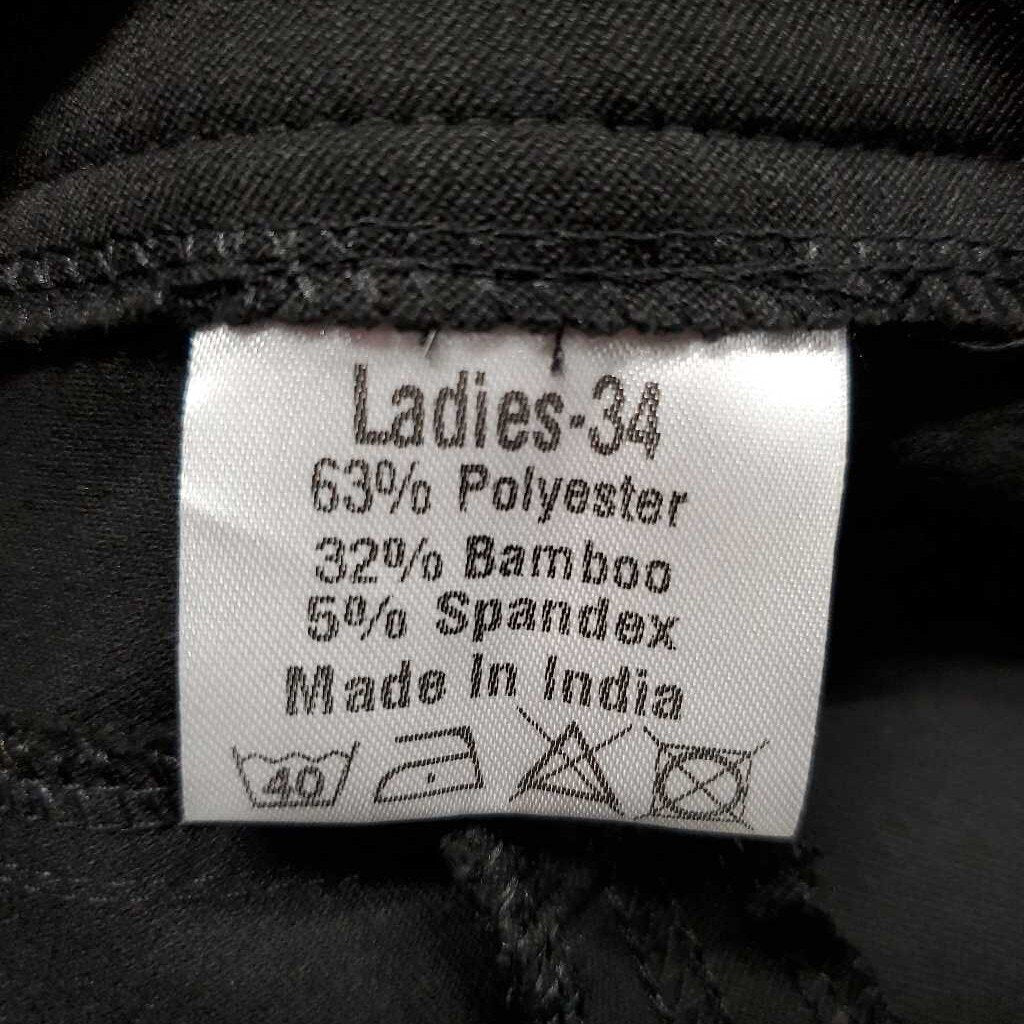 Ladies-34
63% Polyester
32% Bamboo
5% Spandex
Made In India
40